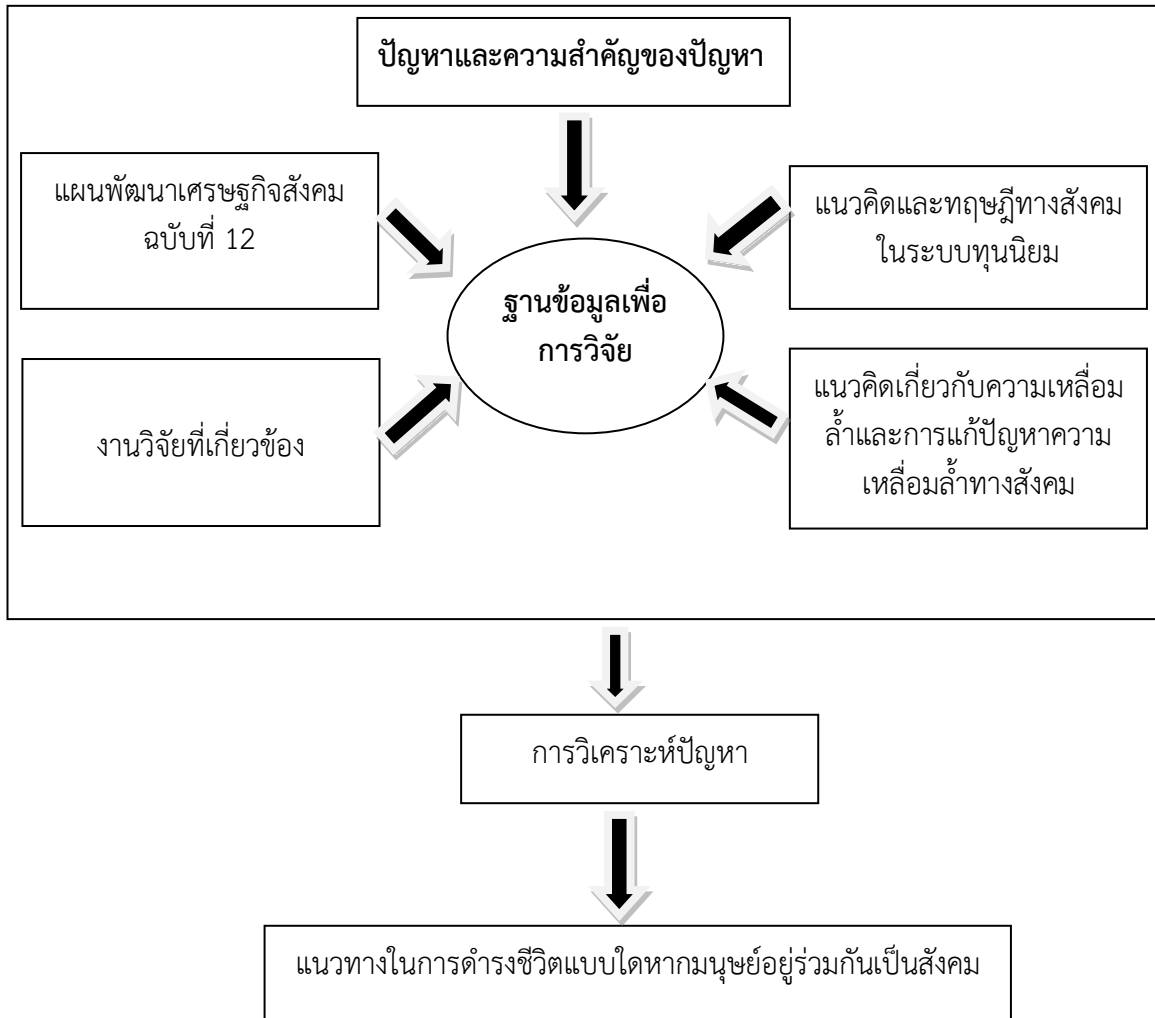 ปัญหาและความสำคัญของปัญหา
แผนพัฒนาเศรษฐกิจสังคม
ฉบับที่ 12
แนวคิดและทฤษฎีทางสังคม
ในระบบทุนนิยม
ฐานข้อมูลเพื่อ
การวิจัย
งานวิจัยที่เกี่ยวข้อง
แนวคิดเกี่ยวกับความเหลื่อม
ล้ำและการแก้ปัญหาความ
เหลื่อมล้ำทางสังคม
การวิเคราะห์ปัญหา
แนวทางในการดำรงชีวิตแบบใดหากมนุษย์อยู่ร่วมกันเป็นสังคม